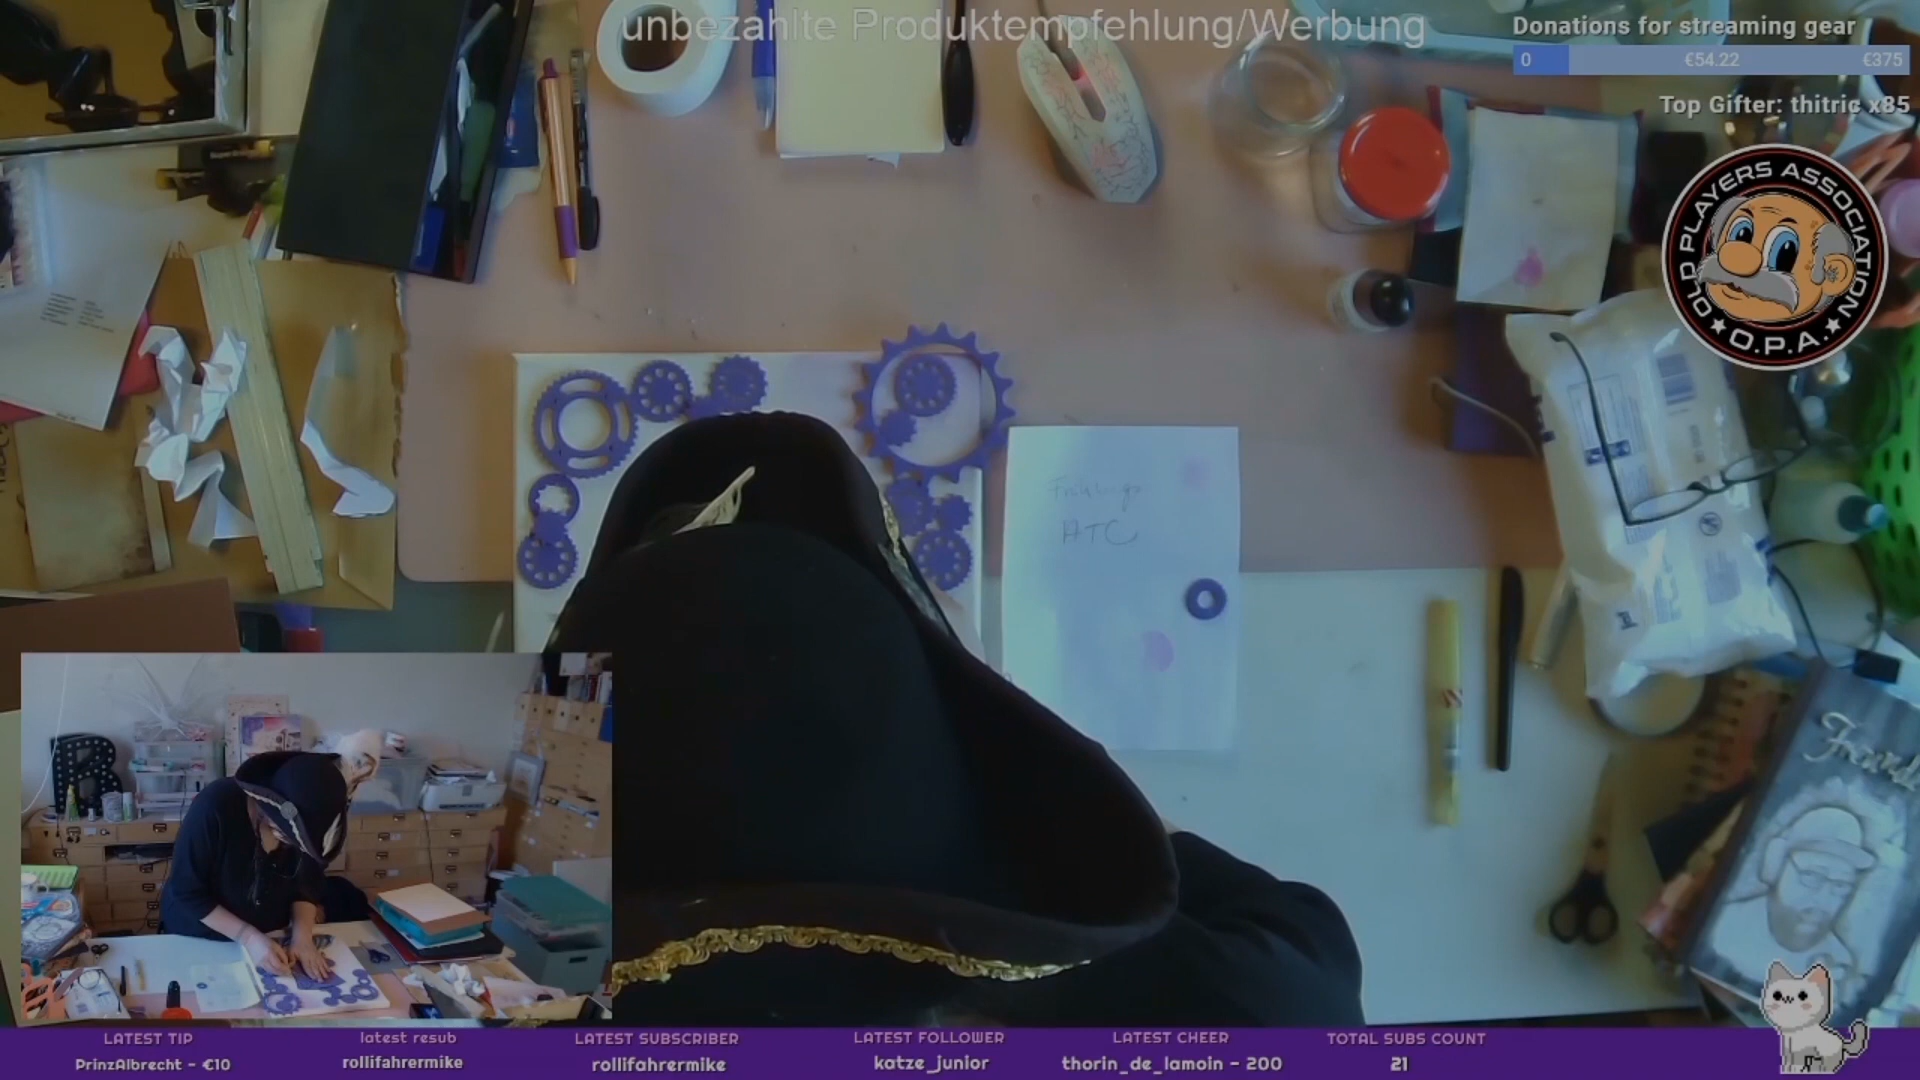 unbezahlte Produktempfehlung/Werbung
Donations for streaming gear
0 €54.22 €375
Top Gifter: thitric x85
OLD PLAYERS ASSOCIATION
O.P.A.
Frühlings
ATC
B
LATEST TIP
PrinzAlbrecht - €10
latest resub
rollifahrermike
LATEST SUBSCRIBER
rollifahrermike
LATEST FOLLOWER
katze_junior
LATEST CHEER
thorin_de_lamoin - 200
TOTAL SUBS COUNT
21